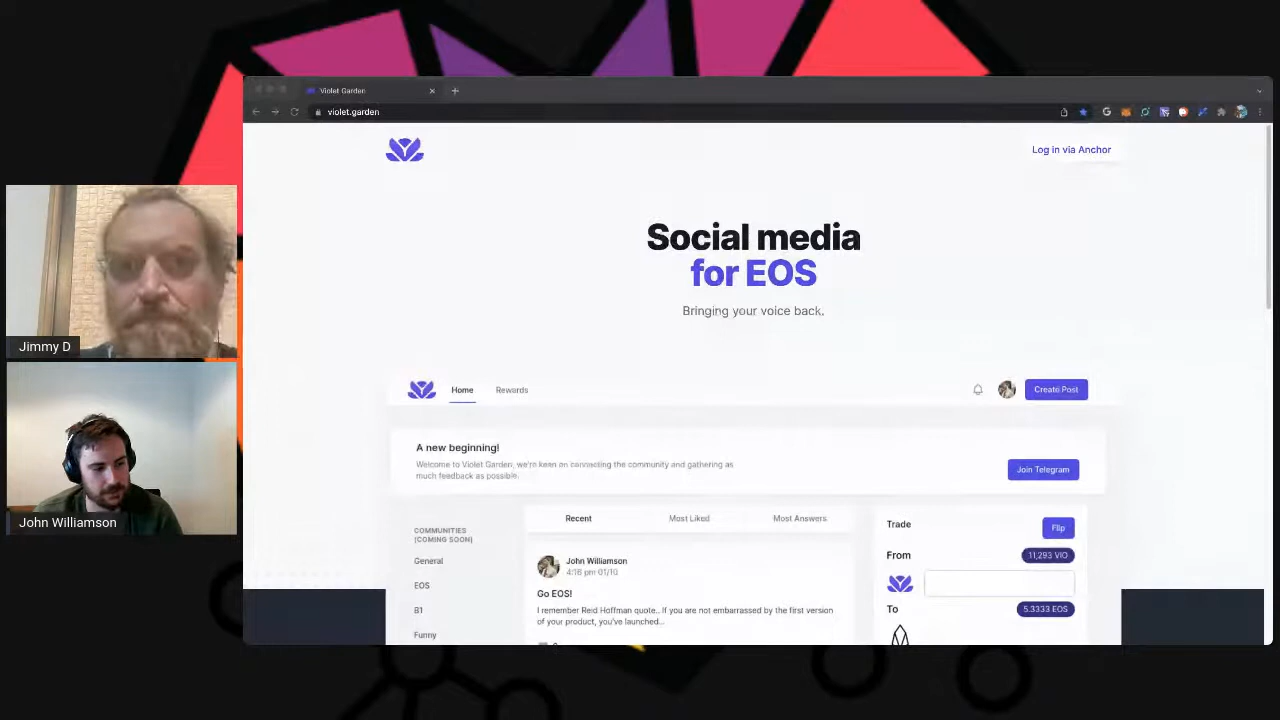 Violet Garden
violet.garden
Log in via Anchor
Social media
for EOS
Bringing your voice back.
Home
Rewards
Create Post
A new beginning!
Welcome to Violet Garden, we're keen on connecting the community and gathering as
much feedback as possible.
Join Telegram
COMMUNITIES
(COMING SOON)
General
EOS
B1
Funny
Recent
Most Liked
Most Answers
John Williamson
4:16 pm 01/10
Go EOS!
I remember Reid Hoffman quote.. If you are not embarrassed by the first version
of your product, you've launched...
Trade
Flip
From
11,293 VIO
To
5.3333 EOS
Jimmy D
John Williamson